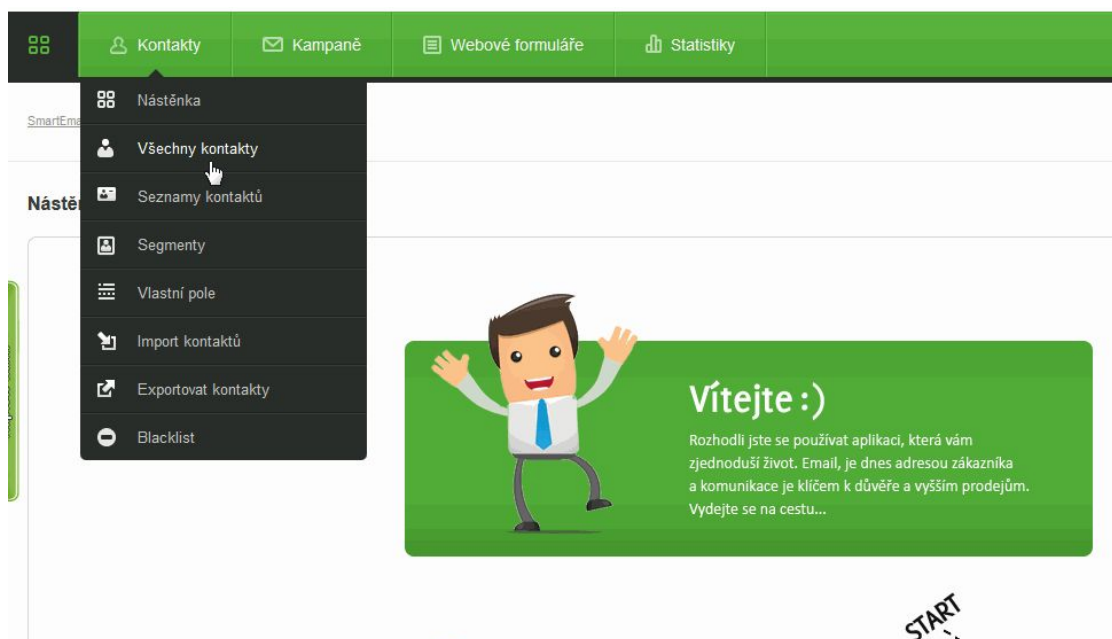 Kontakty
Kampaně
Webové formuláře
Statistiky
Nástěnka
SmartEma
Všechny kontakty
Seznamy kontaktů
Nástě
Segmenty
Vlastní pole
Import kontaktů
Exportovat kontakty
Blacklist
Vítejte :)
Rozhodli jste se používat aplikaci, která vám
zjednoduší život. Email, je dnes adresou zákazníka
a komunikace je klíčem k důvěře a vyšším prodejům.
Vydejte se na cestu...
START